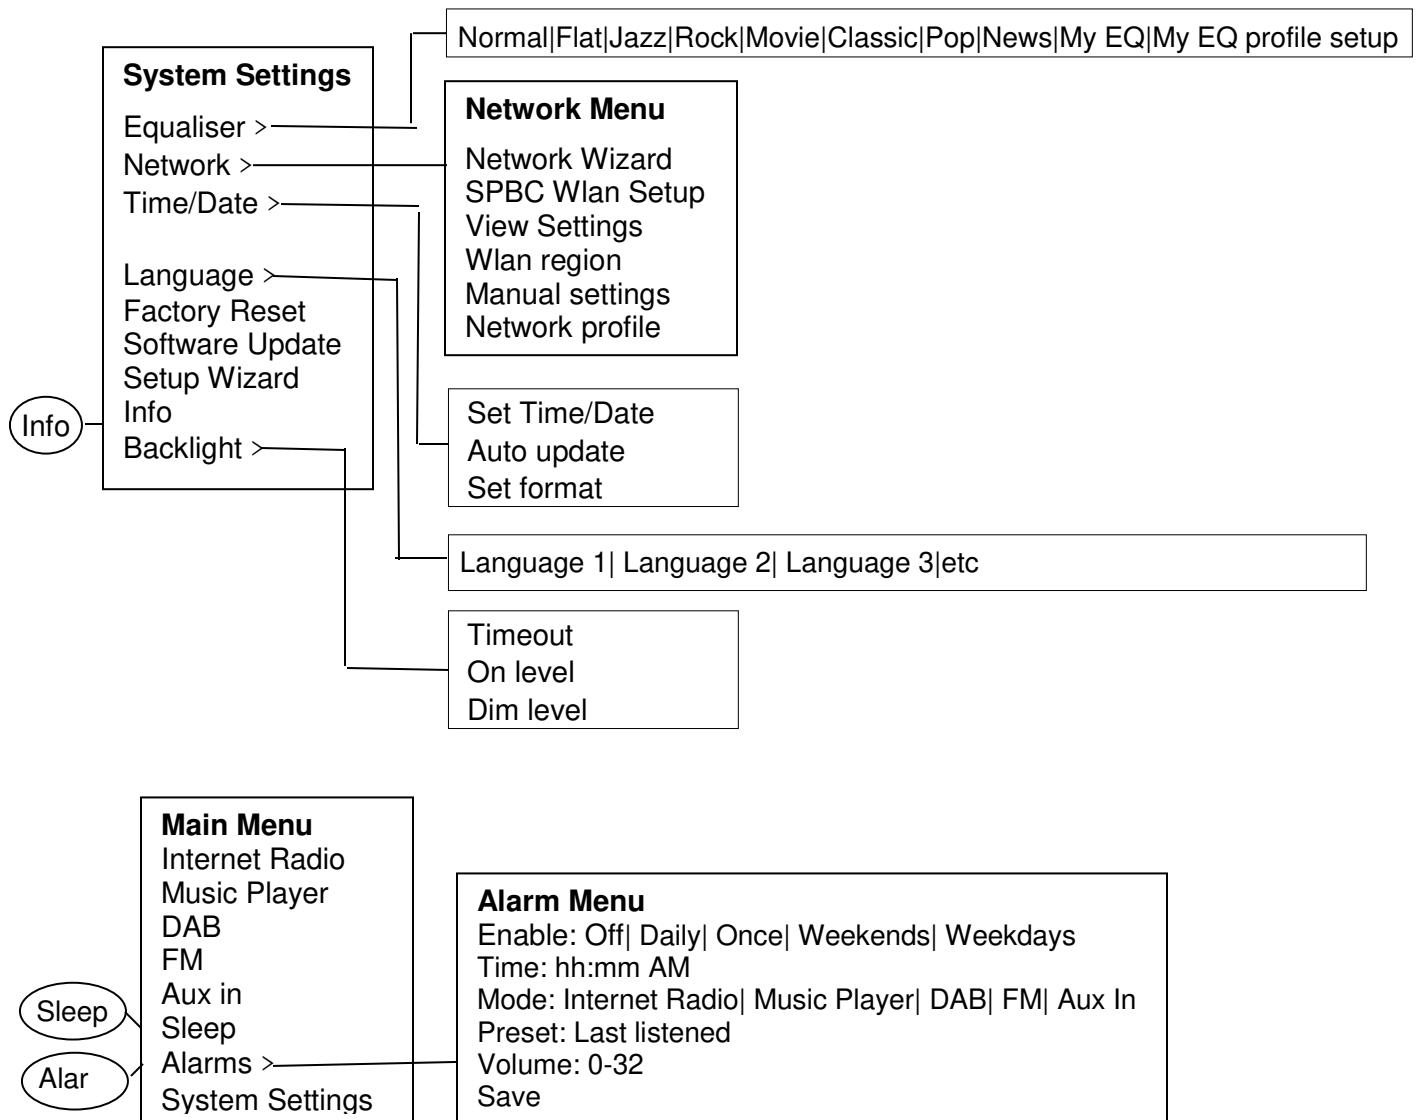 Normal|Flat|Jazz|Rock|Movie|Classic|Pop|News|My EQ|My EQ profile setup
System Settings
Equaliser >
Network >
Time/Date >
Language >
Factory Reset
Software Update
Setup Wizard
Info
Backlight >
Info
Network Menu
Network Wizard
SPBC Wlan Setup
View Settings
Wlan region
Manual settings
Network profile
Set Time/Date
Auto update
Set format
Language 1| Language 2| Language 3|etc
Timeout
On level
Dim level
Main Menu
Internet Radio
Music Player
DAB
FM
Aux in
Sleep
Alarms >
System Settings
Sleep
Alar
Alarm Menu
Enable: Off| Daily| Once| Weekends| Weekdays
Time: hh:mm AM
Mode: Internet Radio| Music Player| DAB| FM| Aux In
Preset: Last listened
Volume: 0-32
Save